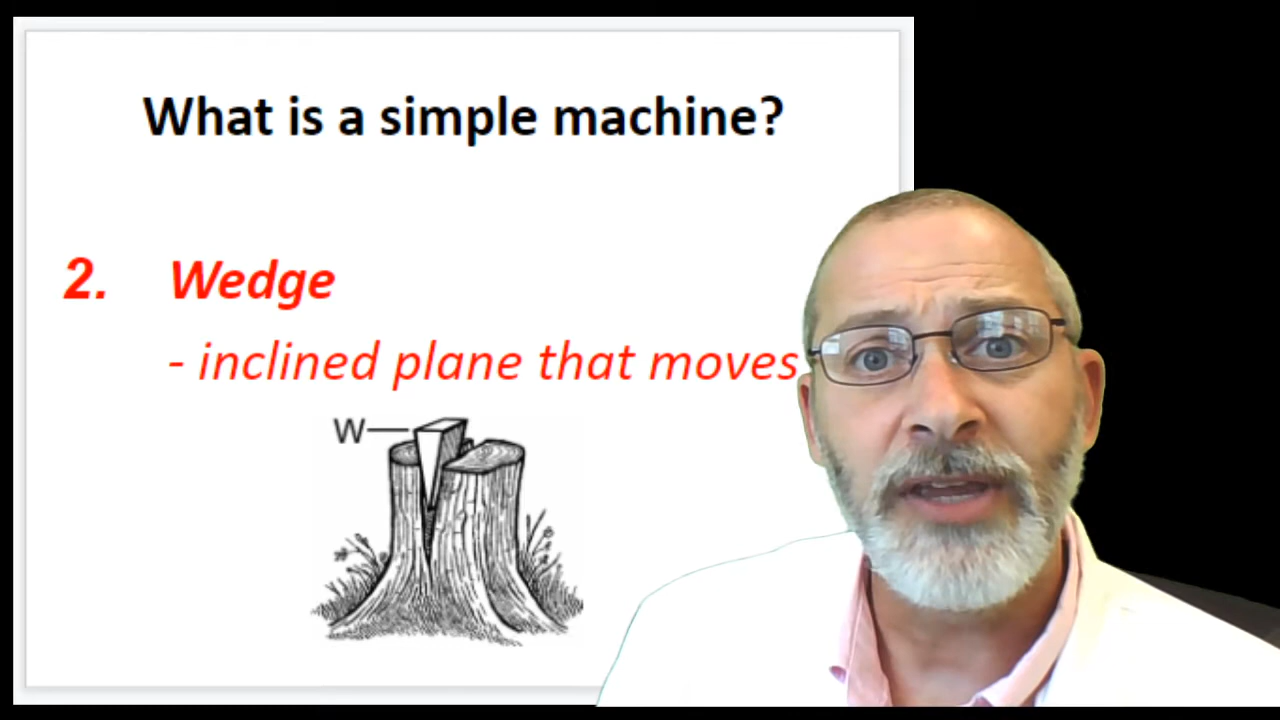 What is a simple machine?
2. Wedge
- inclined plane that moves
W